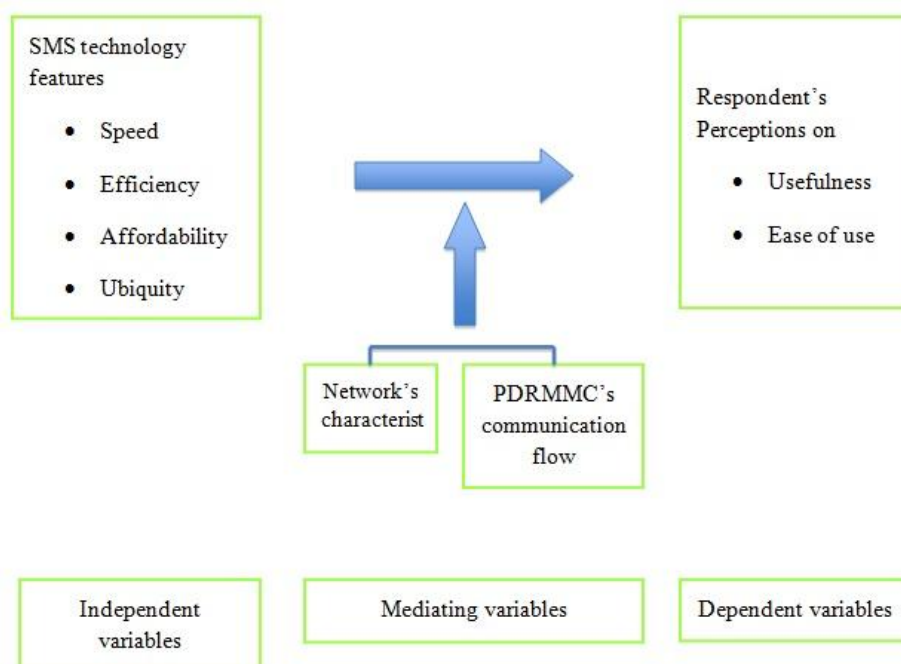 SMS technology
features
• Speed
• Efficiency
• Affordability
• Ubiquity
Respondent’s
Perceptions on
• Usefulness
• Ease of use
Network’s
characterist
PDRMMC’s
communication
flow
Independent
variables
Mediating variables
Dependent variables